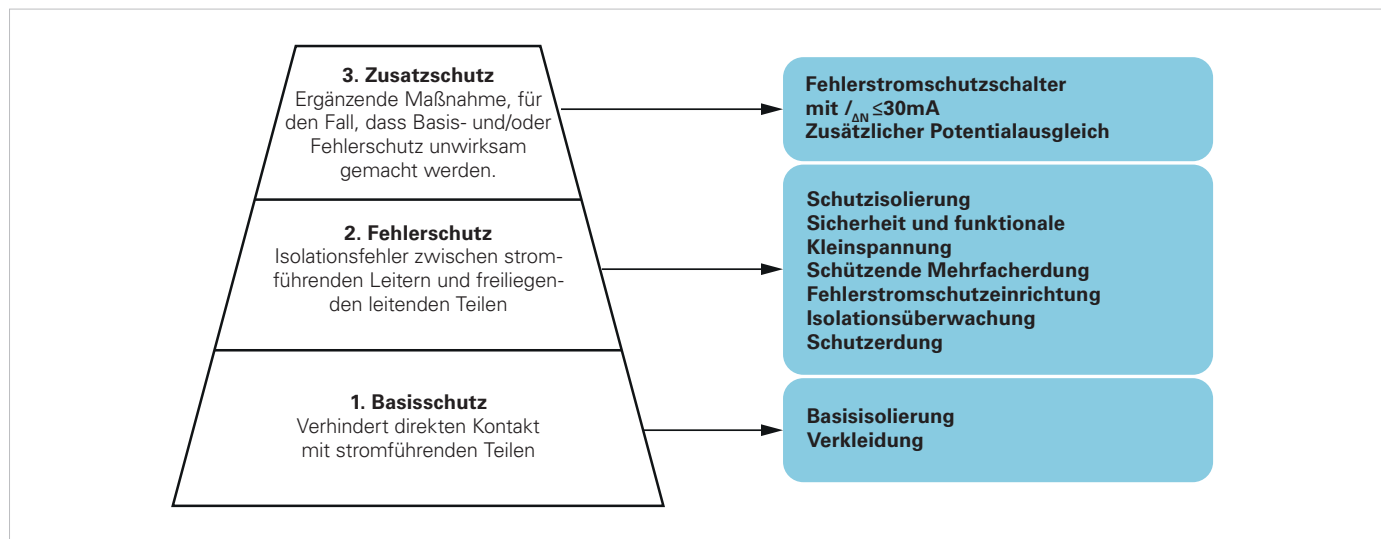 3. Zusatzschutz
Ergänzende Maßnahme, für
den Fall, dass Basis- und/oder
Fehlerschutz unwirksam
gemacht werden.
Fehlerstromschutzschalter
mit I_ΔN ≤30mA
Zusätzlicher Potentialausgleich
2. Fehlerschutz
Isolationsfehler zwischen strom-
führenden Leitern und freiliegen-
den leitenden Teilen
Schutzisolierung
Sicherheit und funktionale
Kleinspannung
Schützende Mehrfacherdung
Fehlerstromschutzeinrichtung
Isolationsüberwachung
Schutzerdung
1. Basisschutz
Verhindert direkten Kontakt
mit stromführenden Teilen
Basisisolierung
Verkleidung